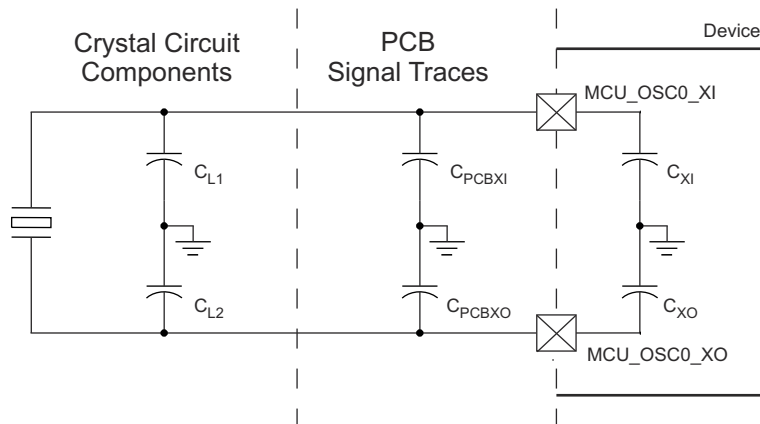 Crystal Circuit
Components
PCB
Signal Traces
Device
MCU_OSC0_XI
CL1
CPCBXI
CXI
CL2
CPCBXO
CXO
MCU_OSC0_XO